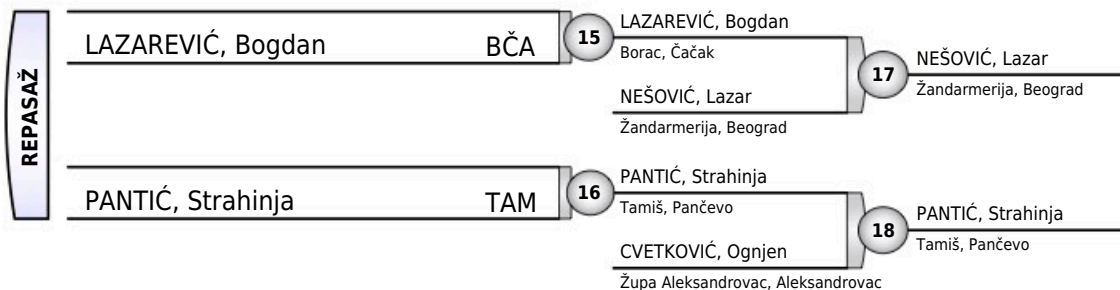 REPASAŽ
LAZAREVIĆ, Bogdan BČA
15
LAZAREVIĆ, Bogdan
Borac, Čačak
NEŠOVIĆ, Lazar
Žandarmerija, Beograd
17
NEŠOVIĆ, Lazar
Žandarmerija, Beograd
PANTIĆ, Strahinja TAM
16
PANTIĆ, Strahinja
Tamiš, Pančevo
CVETKOVIĆ, Ognjen
Župa Aleksandrovac, Aleksandrovac
18
PANTIĆ, Strahinja
Tamiš, Pančevo